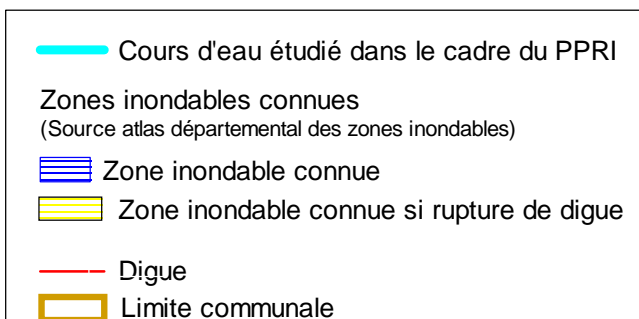 Cours d'eau étudié dans le cadre du PPRI
Zones inondables connues
(Source atlas départemental des zones inondables)
Zone inondable connue
Zone inondable connue si rupture de digue
Digue
Limite communale